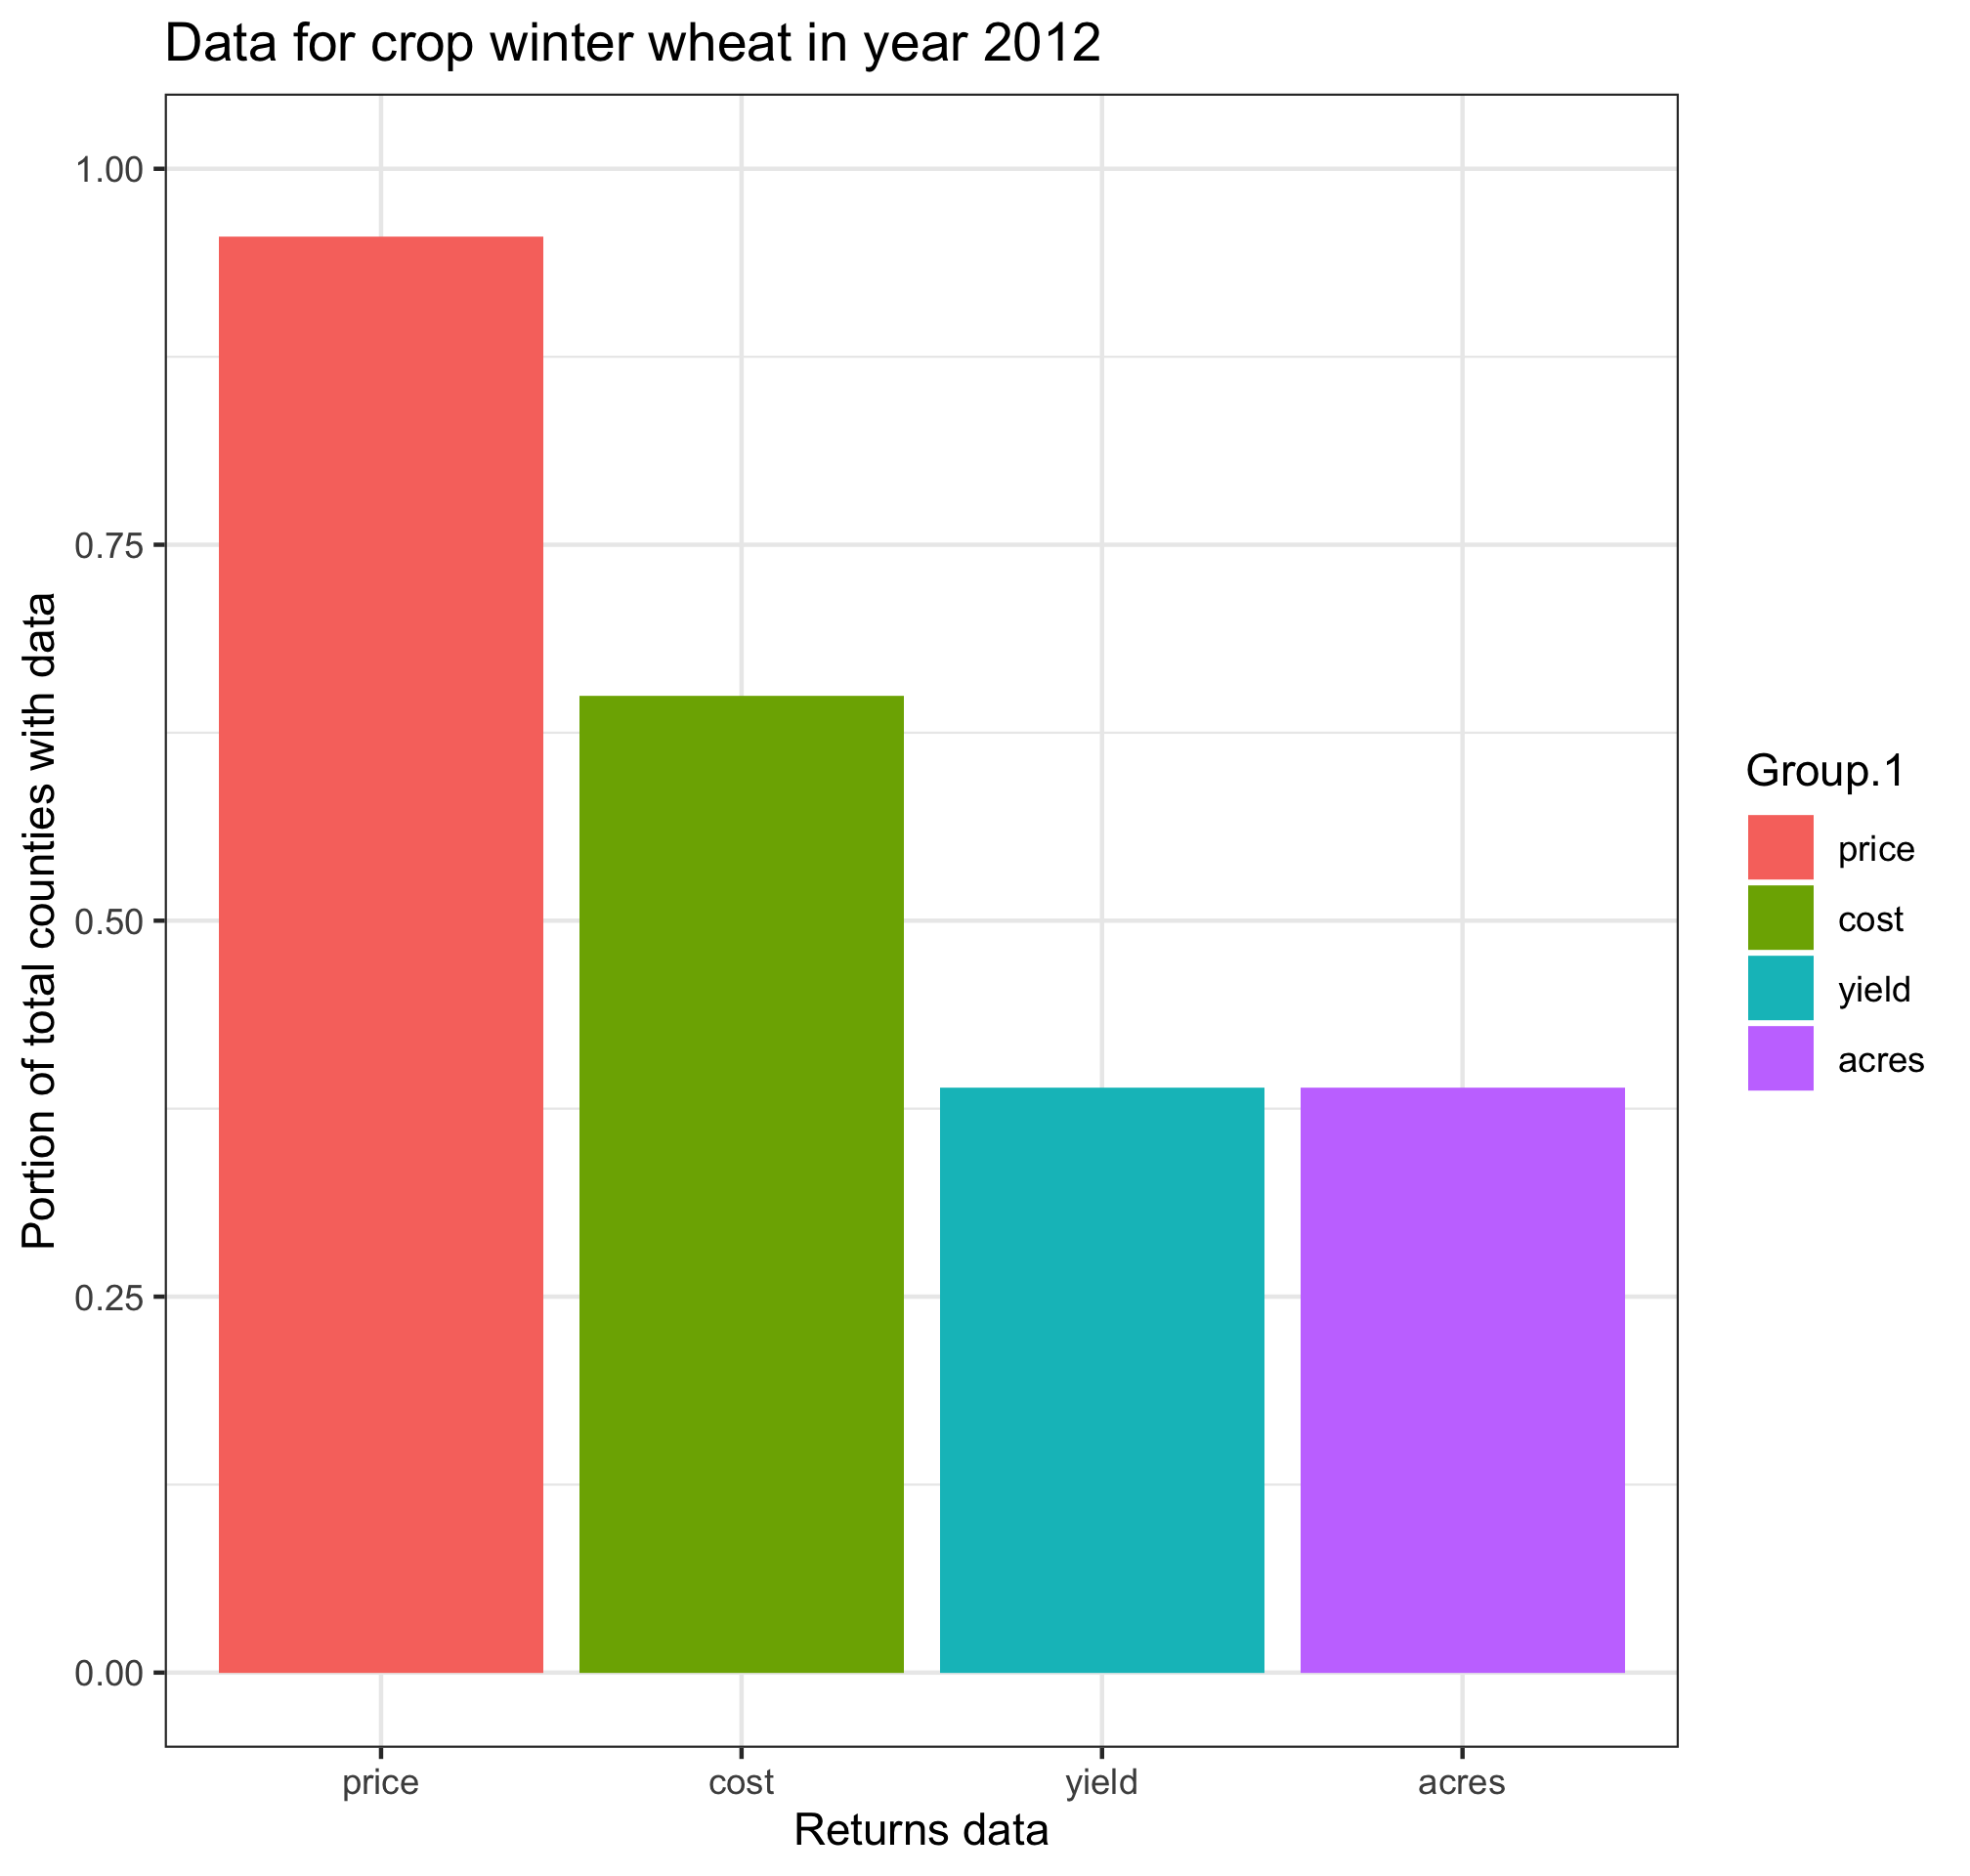 Data for crop winter wheat in year 2012
Portion of total counties with data
1.00
0.75
0.50
0.25
0.00
price
cost
yield
acres
Returns data
Group.1
price
cost
yield
acres